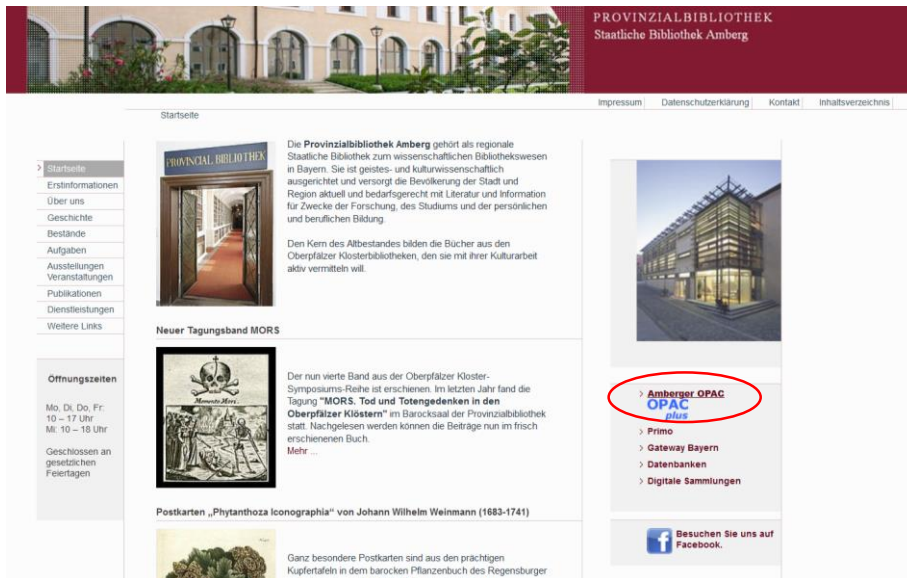 PROVINZIALBIBLIOTHEK
Staatliche Bibliothek Amberg
Impressum
Datenschutzerklärung
Kontakt
Inhaltsverzeichnis
Startseite
> Startseite
Erstinformationen
Über uns
Geschichte
Bestände
Aufgaben
Ausstellungen
Veranstaltungen
Publikationen
Dienstleistungen
Weitere Links
Öffnungszeiten
Mo, Di, Do, Fr:
10 – 17 Uhr
Mi: 10 – 18 Uhr
Geschlossen an
gesetzlichen
Feiertagen
PROVINCIAL BIBLIOTHEK
Die Provinzialbibliothek Amberg gehört als regionale
Staatliche Bibliothek zum wissenschaftlichen Bibliothekswesen
in Bayern. Sie ist geistes- und kulturwissenschaftlich
ausgerichtet und versorgt die Bevölkerung der Stadt und
Region aktuell und bedarfsgerecht mit Literatur und Information
für Zwecke der Forschung, des Studiums und der persönlichen
und beruflichen Bildung.
Den Kern des Altbestandes bilden die Bücher aus den
Oberpfälzer Klosterbibliotheken, den sie mit ihrer Kulturarbeit
aktiv vermitteln will.
Neuer Tagungsband MORS
Memento Mori.
Der nun vierte Band aus der Oberpfälzer Kloster-
Symposiums-Reihe ist erschienen. Im letzten Jahr fand die
Tagung "MORS. Tod und Totengedenken in den
Oberpfälzer Klöstern" im Barocksaal der Provinzialbibliothek
statt. Nachgelesen werden können die Beiträge nun im frisch
erschienenen Buch.
Mehr ...
Postkarten „Phytanthoza Iconographia“ von Johann Wilhelm Weinmann (1683-1741)
Ganz besondere Postkarten sind aus den prächtigen
Kupfertafeln in dem barocken Pflanzenbuch des Regensburger
> Amberger OPAC
OPAC
plus
> Primo
> Gateway Bayern
> Datenbanken
> Digitale Sammlungen
f
Besuchen Sie uns auf
Facebook.